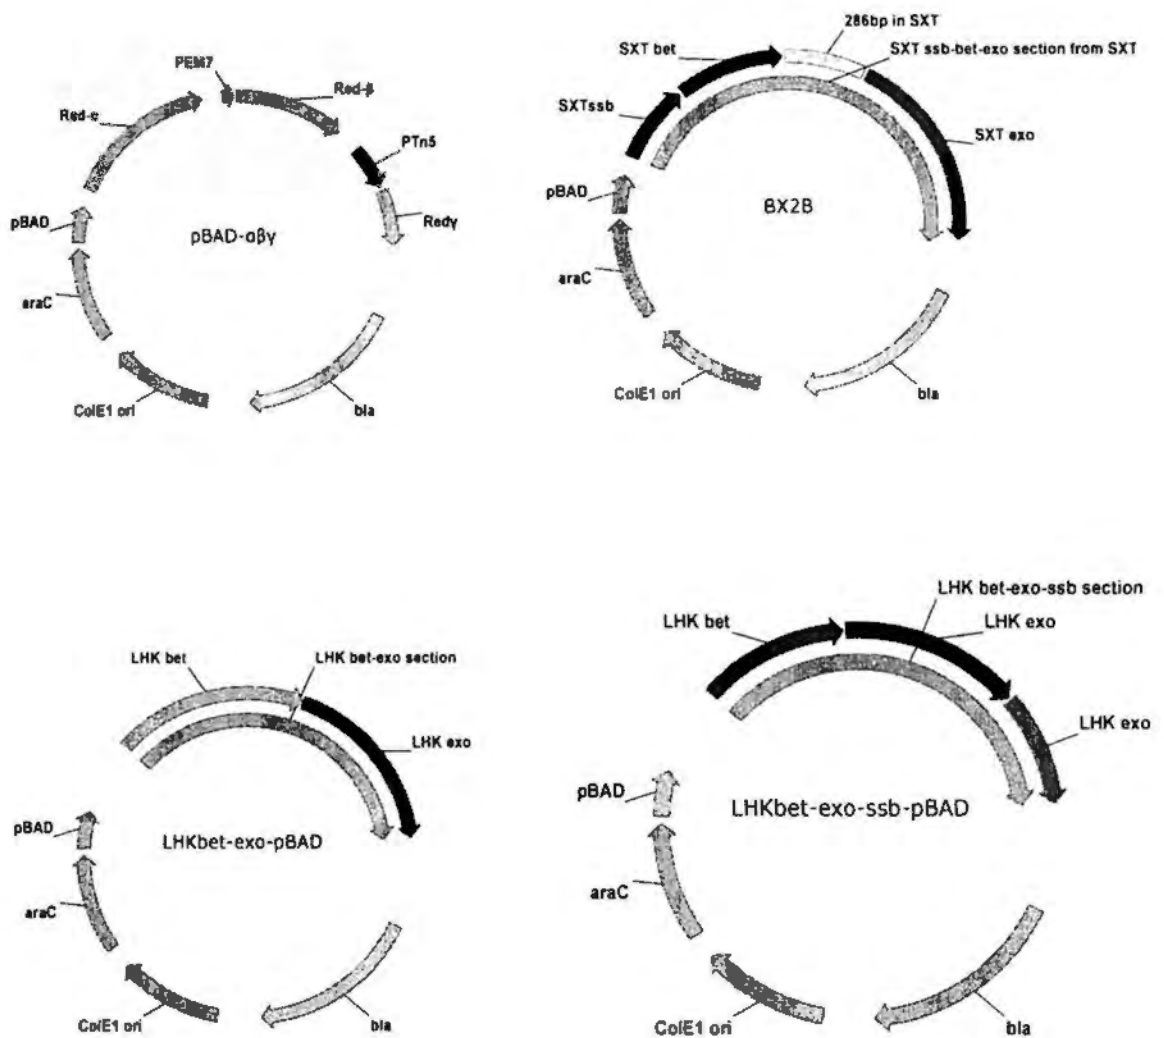 PEM7
Red-β
Red-α
PTn5
pBAD
pBAD-αβγ
Redγ
araC
ColE1 ori
bla
286bp in SXT
SXT bet
SXT ssb-bet-exo section from SXT
SXTssb
SXT exo
pBAD
BX2B
araC
ColE1 ori
bla
LHK bet
LHK bet-exo section
LHK exo
pBAD
LHKbet-exo-pBAD
araC
ColE1 ori
bla
LHK bet-exo-ssb section
LHK bet
LHK exo
LHK exo
pBAD
LHKbet-exo-ssb-pBAD
araC
ColE1 ori
bla